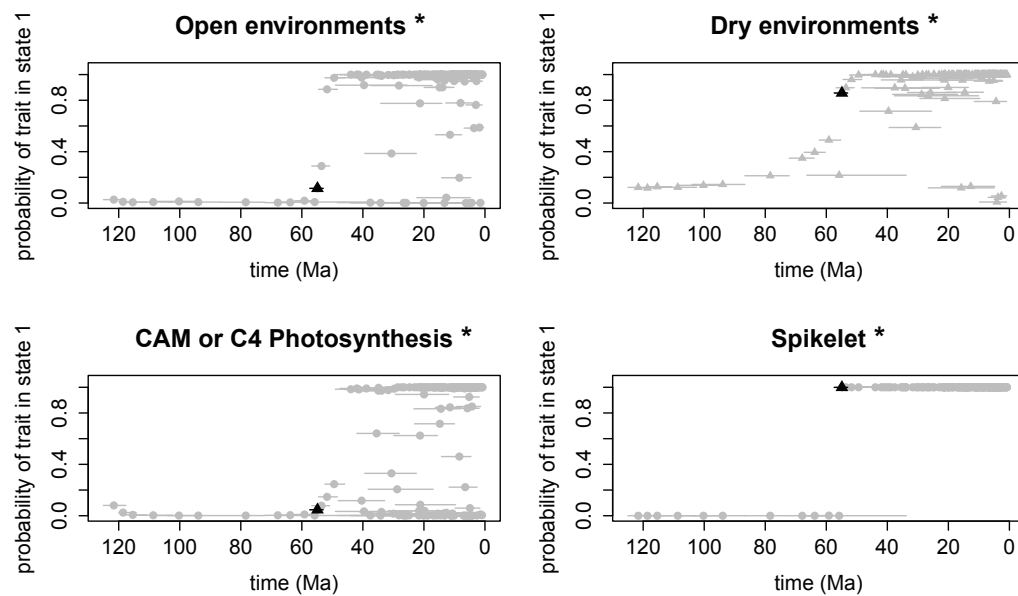 Open environments *
probability of trait in state 1
0.0 0.4 0.8
120 100 80 60 40 20 0
time (Ma)
Dry environments *
probability of trait in state 1
0.0 0.4 0.8
120 100 80 60 40 20 0
time (Ma)
CAM or C4 Photosynthesis *
probability of trait in state 1
0.0 0.4 0.8
120 100 80 60 40 20 0
time (Ma)
Spikelet *
probability of trait in state 1
0.0 0.4 0.8
120 100 80 60 40 20 0
time (Ma)